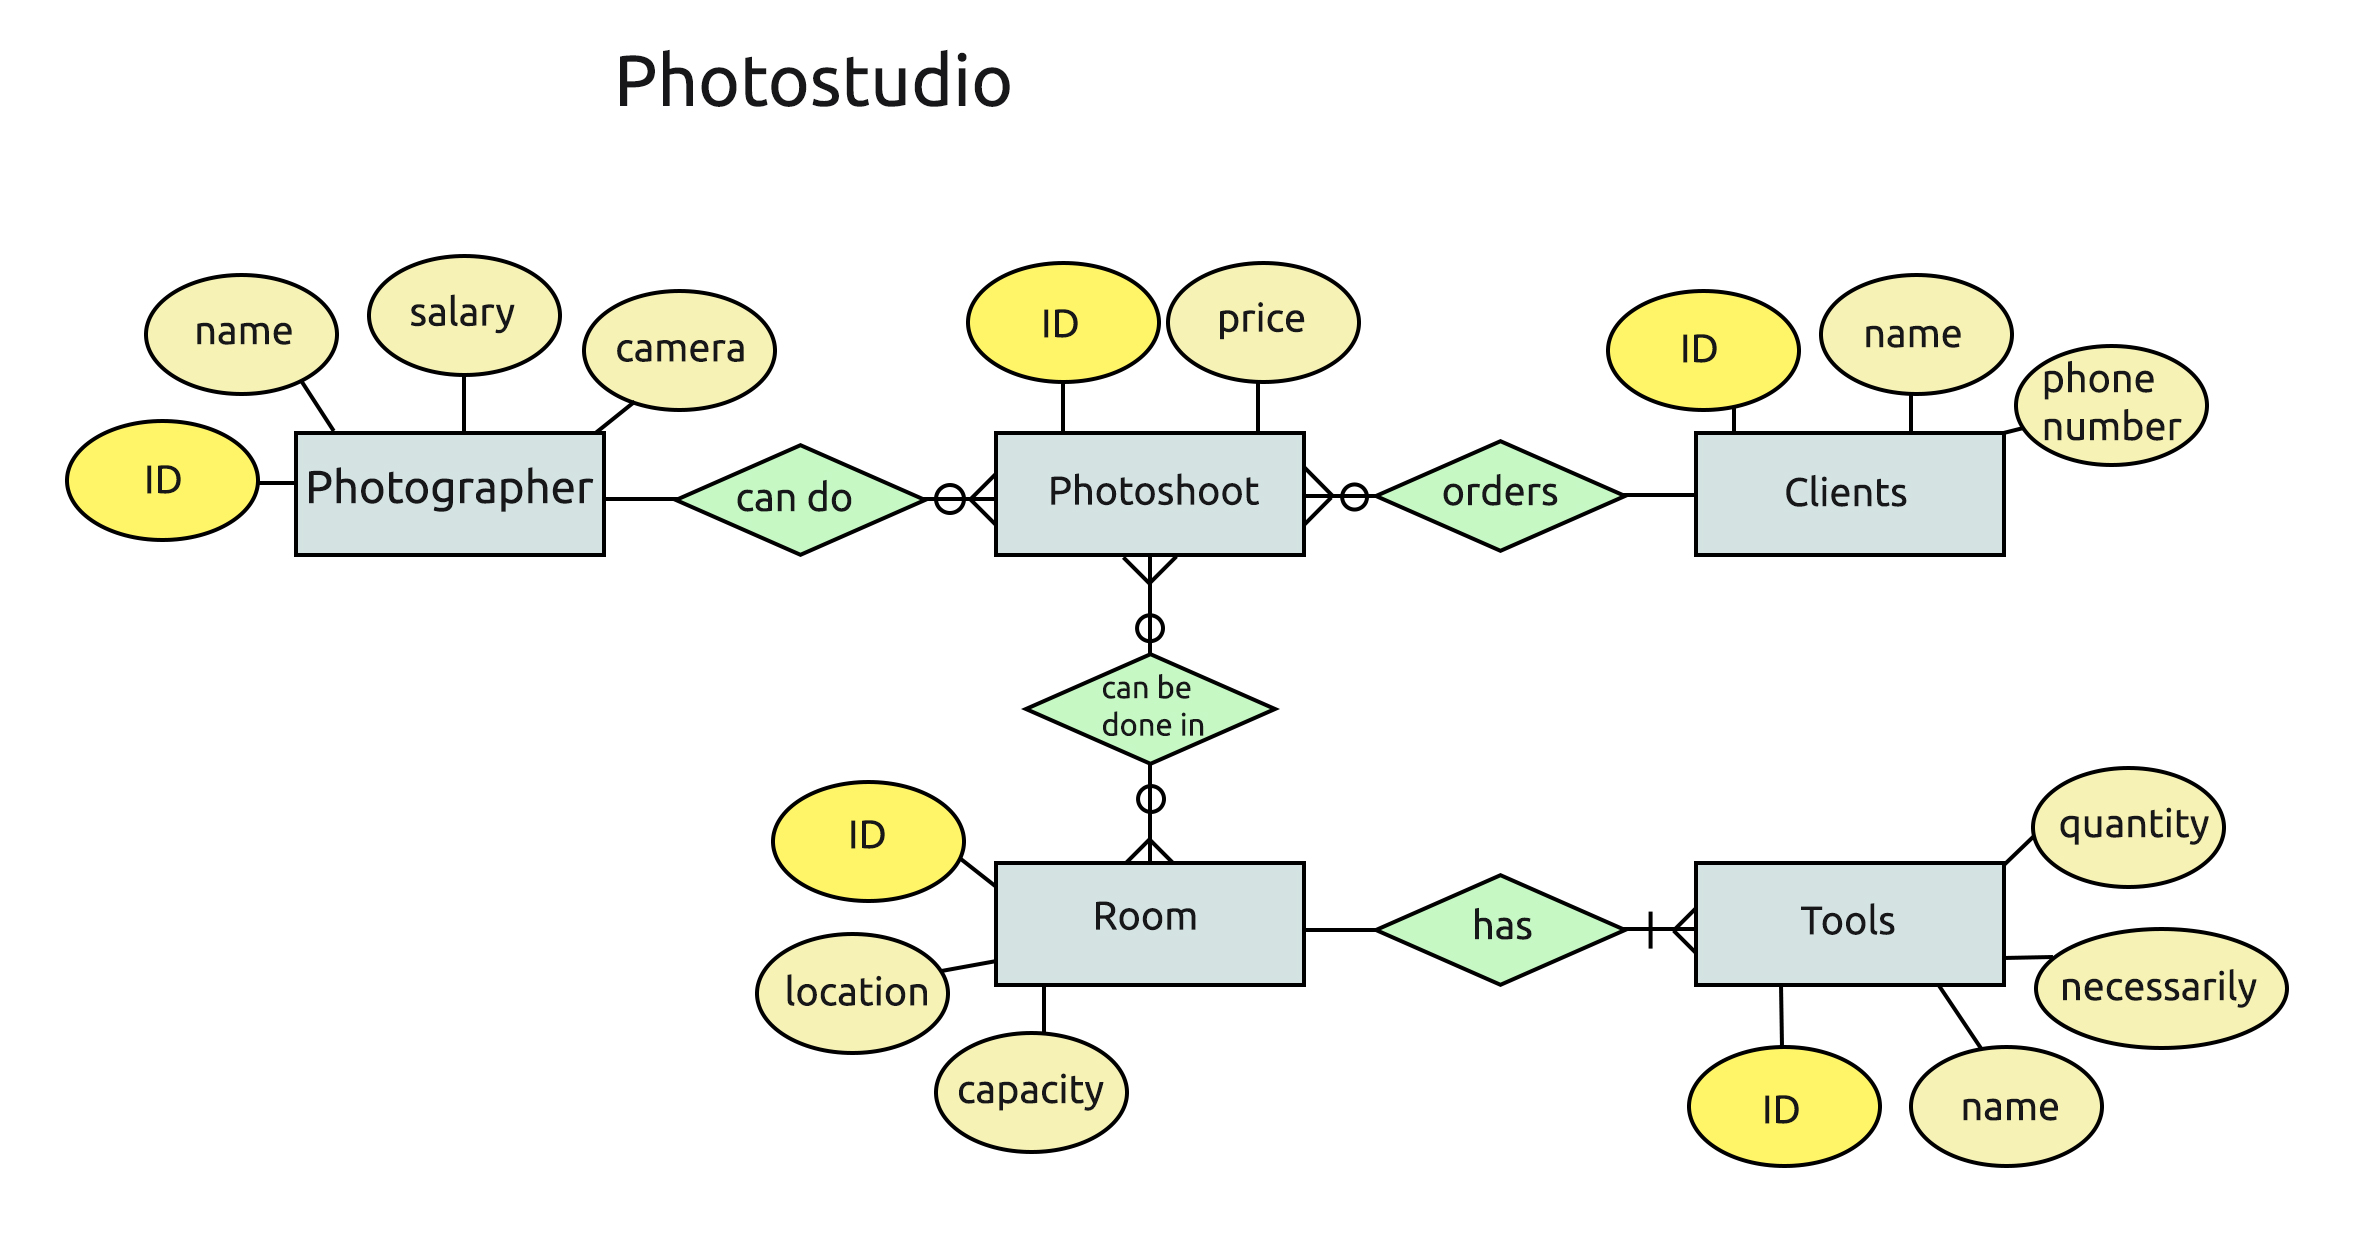 Photostudio
name
salary
camera
ID
Photographer
can do
ID
price
Photoshoot
orders
ID
name
phone
number
Clients
can be
done in
ID
location
capacity
Room
has
Tools
quantity
necessarily
ID
name